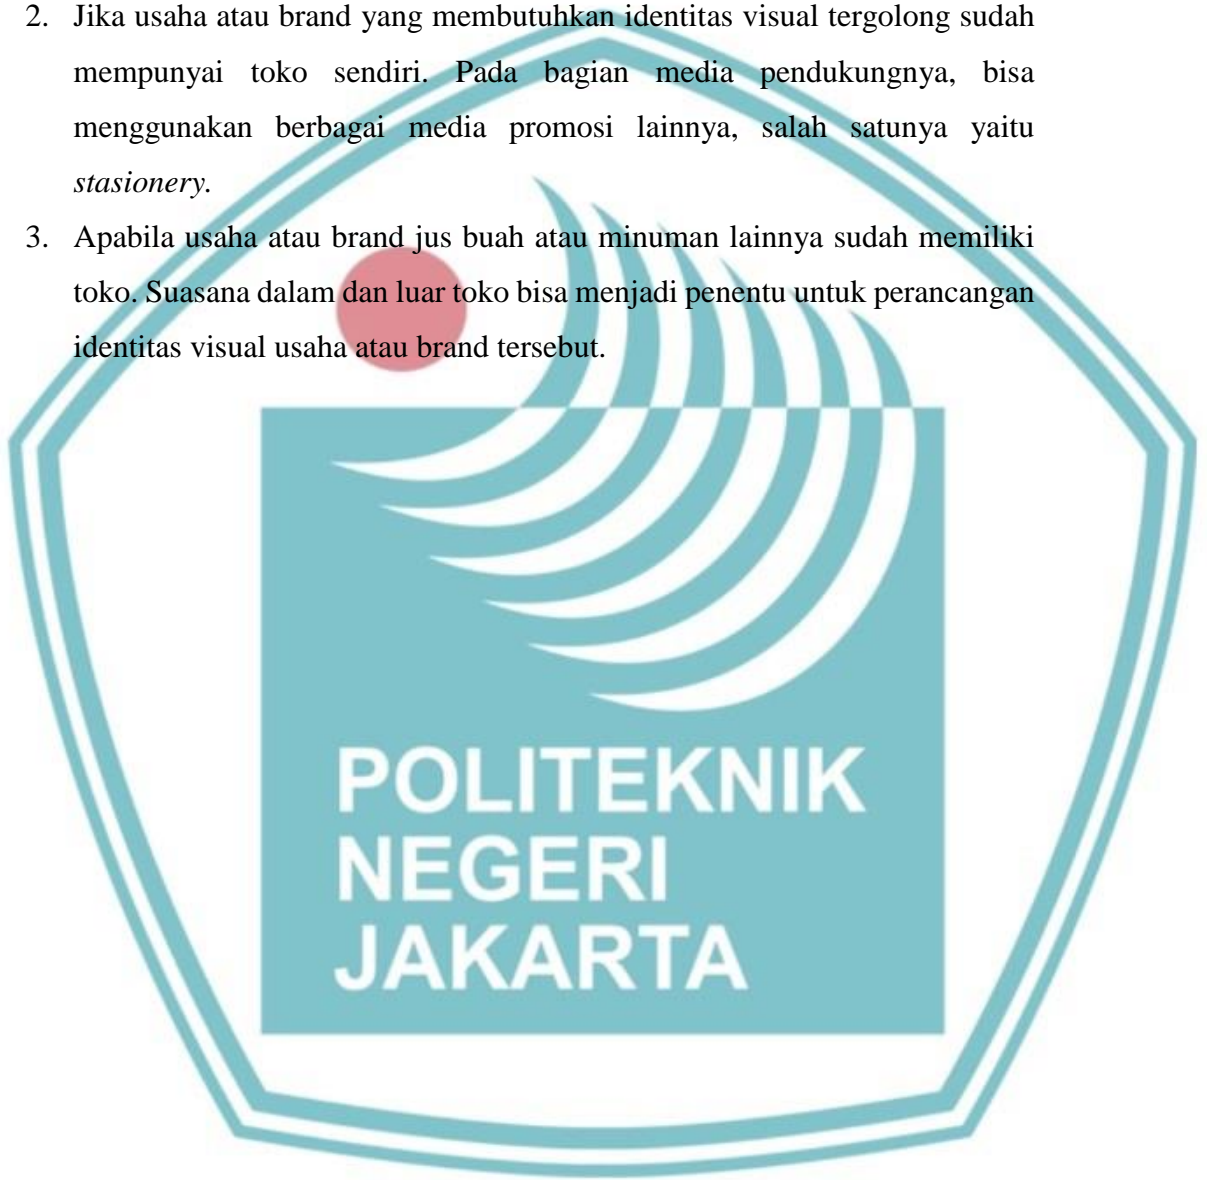 2. Jika usaha atau brand yang membutuhkan identitas visual tergolong sudah
mempunyai toko sendiri. Pada bagian media pendukungnya, bisa
menggunakan berbagai media promosi lainnya, salah satunya yaitu
stasionery.
3. Apabila usaha atau brand jus buah atau minuman lainnya sudah memiliki
toko. Suasana dalam dan luar toko bisa menjadi penentu untuk perancangan
identitas visual usaha atau brand tersebut.
POLITEKNIK
NEGERI
JAKARTA